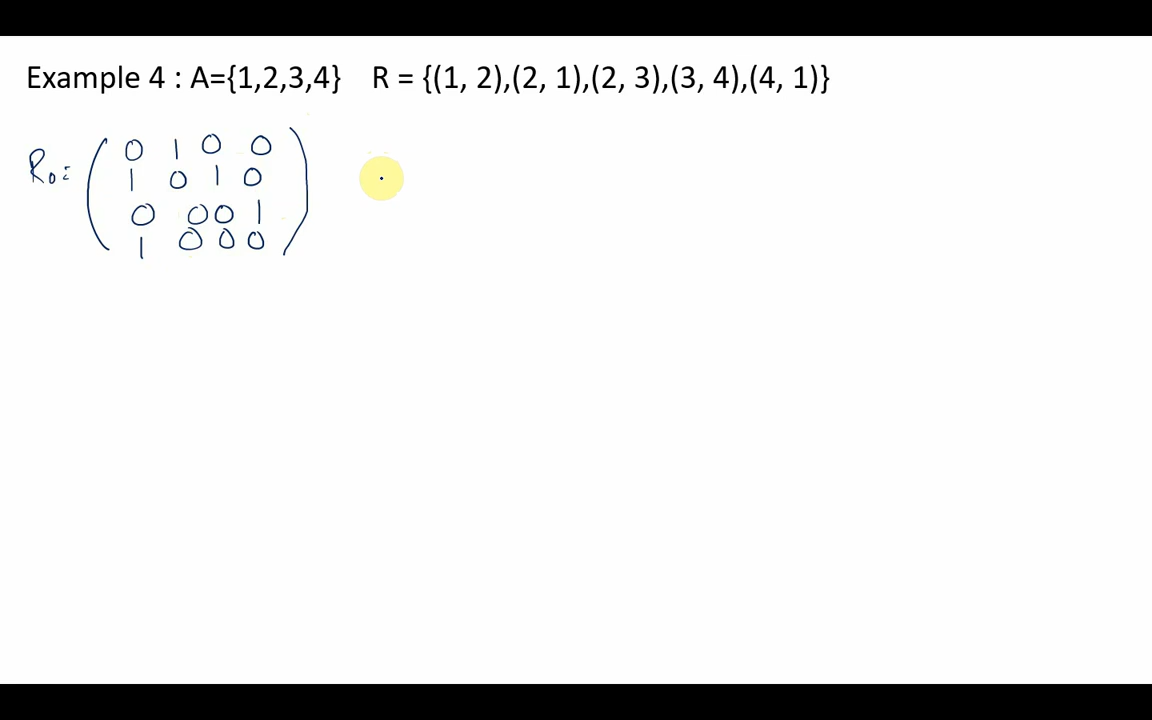 Example 4 : A={1,2,3,4} R = {(1, 2),(2, 1),(2, 3),(3, 4),(4, 1)}
R₀ = ( 0 1 0 0
1 0 1 0
0 0 0 1
1 0 0 0 )